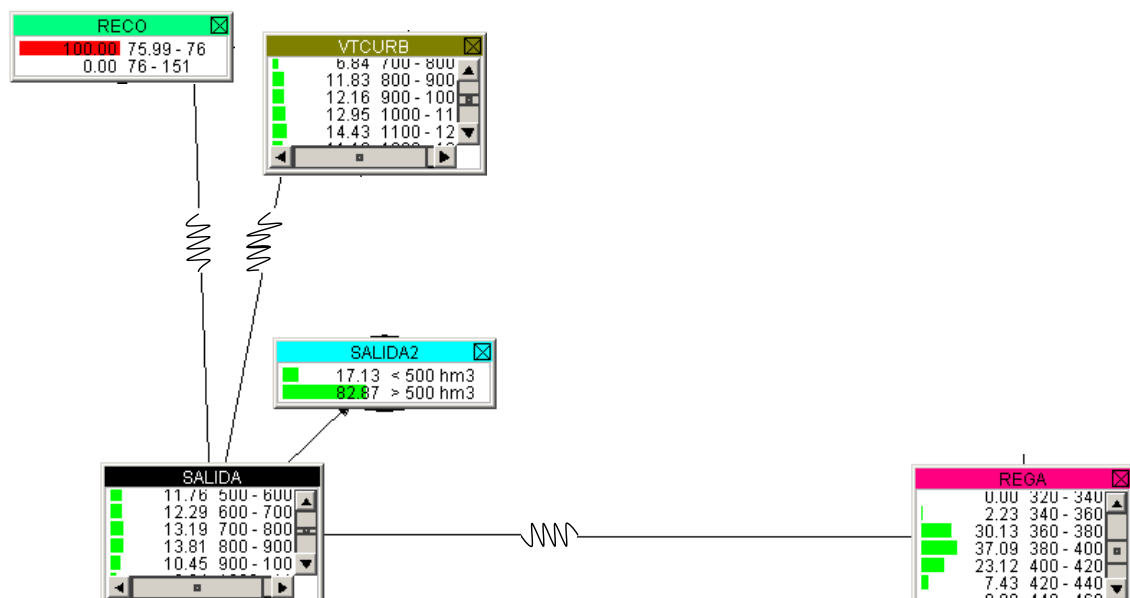 RECO
100.00 75.99 - 76
0.00 76 - 151
VTCURB
6.84 700 - 800
11.83 800 - 900
12.16 900 - 100
12.95 1000 - 11
14.43 1100 - 12
SALIDA2
17.13 < 500 hm3
82.87 > 500 hm3
SALIDA
11.76 500 - 600
12.29 600 - 700
13.19 700 - 800
13.81 800 - 900
10.45 900 - 100
REGA
0.00 320 - 340
2.23 340 - 360
30.13 360 - 380
37.09 380 - 400
23.12 400 - 420
7.43 420 - 440